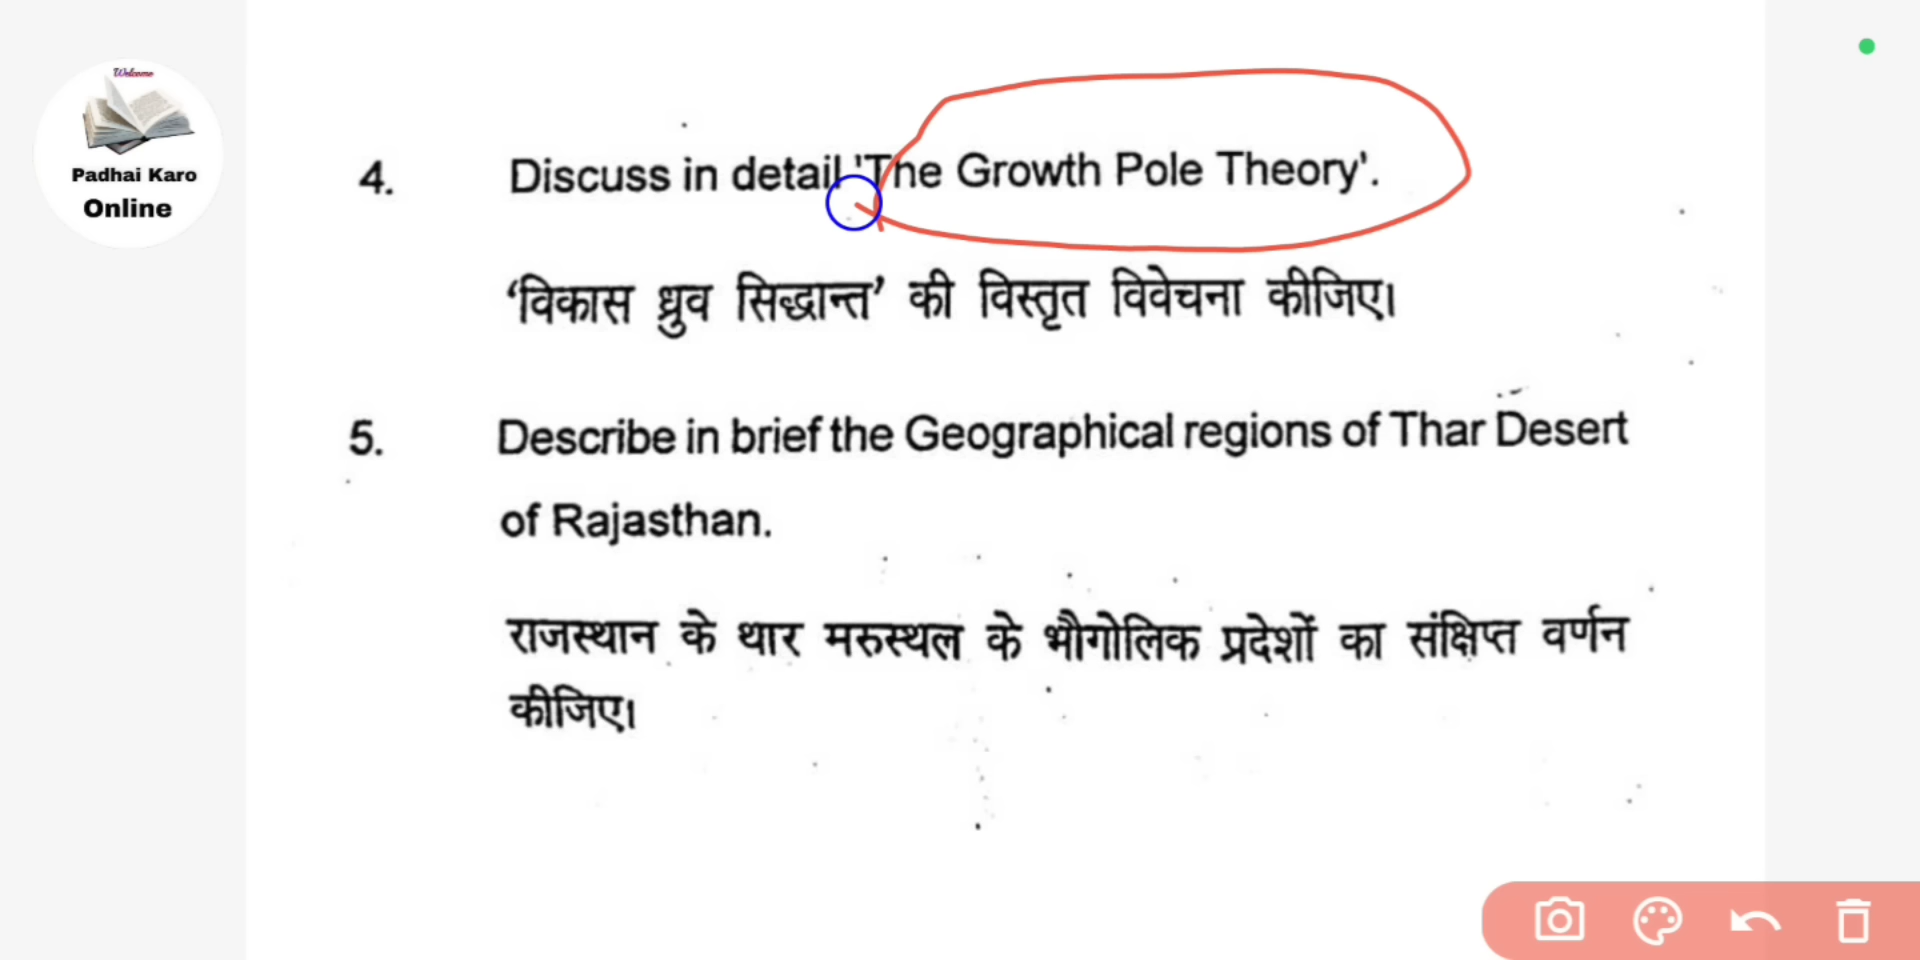 Welcome
Padhai Karo
Online
4. Discuss in detail 'The Growth Pole Theory'.
‘विकास ध्रुव सिद्धान्त’ की विस्तृत विवेचना कीजिए।
5. Describe in brief the Geographical regions of Thar Desert
of Rajasthan.
राजस्थान के थार मरुस्थल के भौगोलिक प्रदेशों का संक्षिप्त वर्णन
कीजिए।